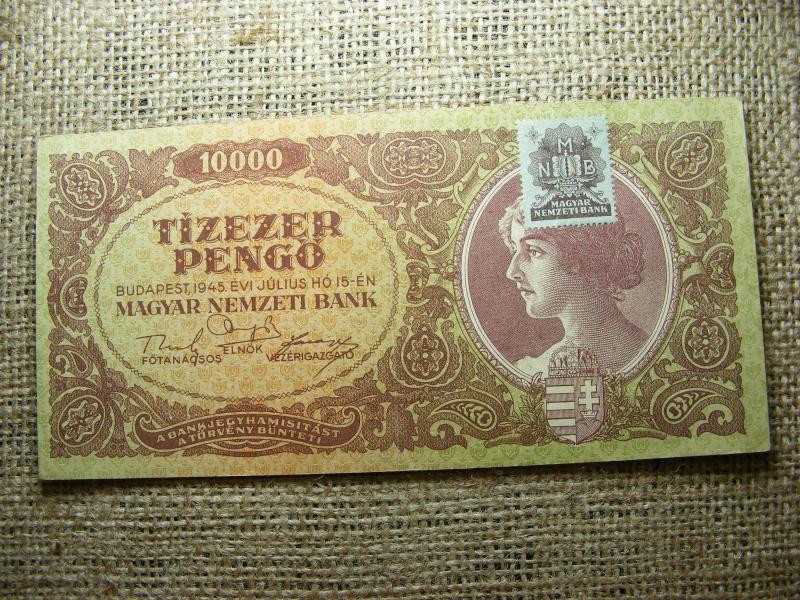 10000
TÍZEZER
PENGŐ
BUDAPEST, 1945. ÉVI JÚLIUS HÓ 15-ÉN
MAGYAR NEMZETI BANK
FŐTANÁCSOS
ELNÖK
VEZÉRIGAZGATÓ
A BANKJEGYHAMISITÁST
A TÖRVÉNY BÜNTETI
M
N B
MAGYAR
NEMZETI·BANK